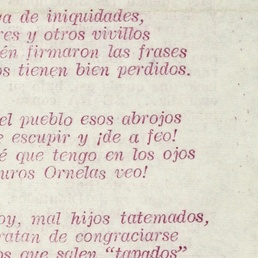 a de iniquidades,
res y otros vivillos
én firmaron las frases
os tienen bien perdidos.
el pueblo esos abrojos
e escupir y ¡de a feo!
é que tengo en los ojos
uros Ornelas veo!
oy, mal hijos tatemados,
ratan de congraciarse
os que salen "tapados"